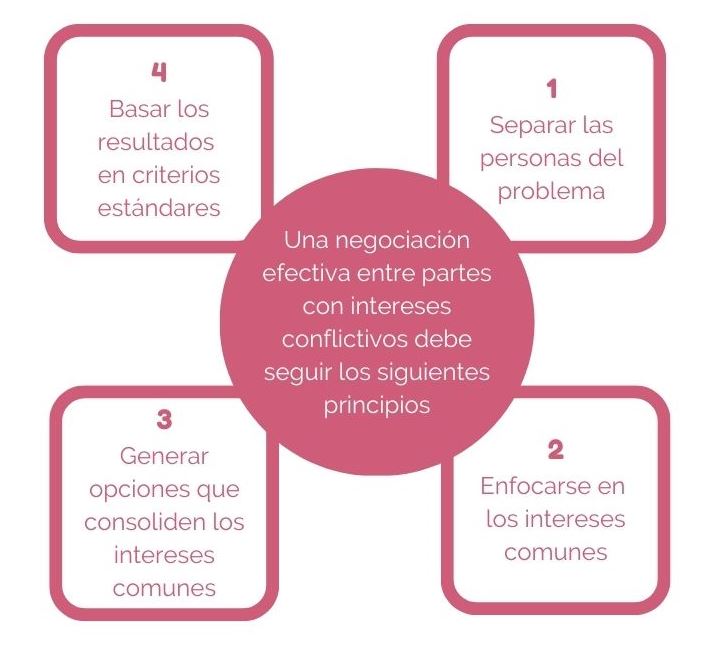 Una negociación
efectiva entre partes
con intereses
conflictivos debe
seguir los siguientes
principios
1
Separar las
personas del
problema
2
Enfocarse en
los intereses
comunes
3
Generar
opciones que
consoliden los
intereses
comunes
4
Basar los
resultados
en criterios
estándares